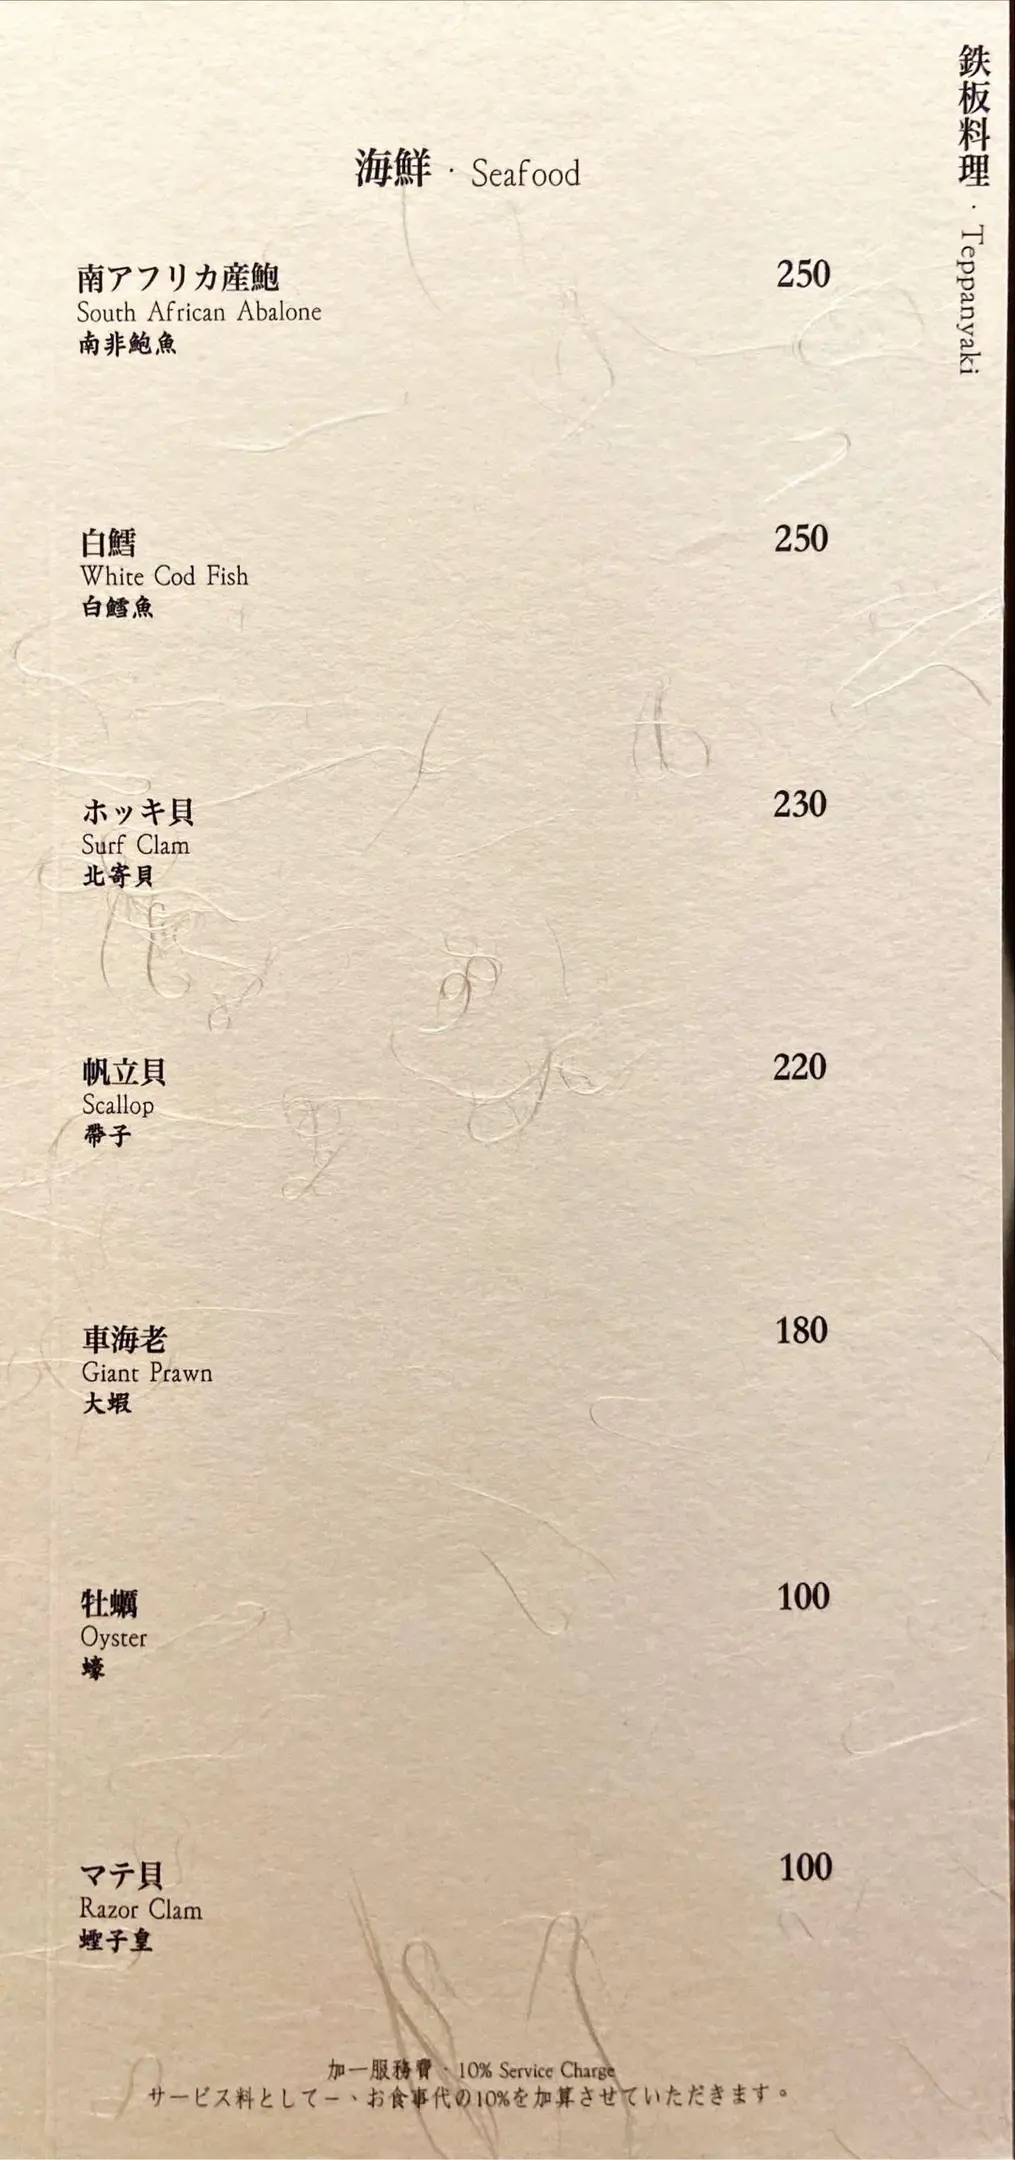 鉄板料理 · Teppanyaki
海鮮 · Seafood
南アフリカ産鮑 250
South African Abalone
南非鮑魚
白鱈 250
White Cod Fish
白鱈魚
ホッキ貝 230
Surf Clam
北寄貝
帆立貝 220
Scallop
帶子
車海老 180
Giant Prawn
大蝦
牡蠣 100
Oyster
蠔
マテ貝 100
Razor Clam
蟶子皇
加一服務費 · 10% Service Charge
サービス料としてー、お食事代の10%を加算させていただきます。